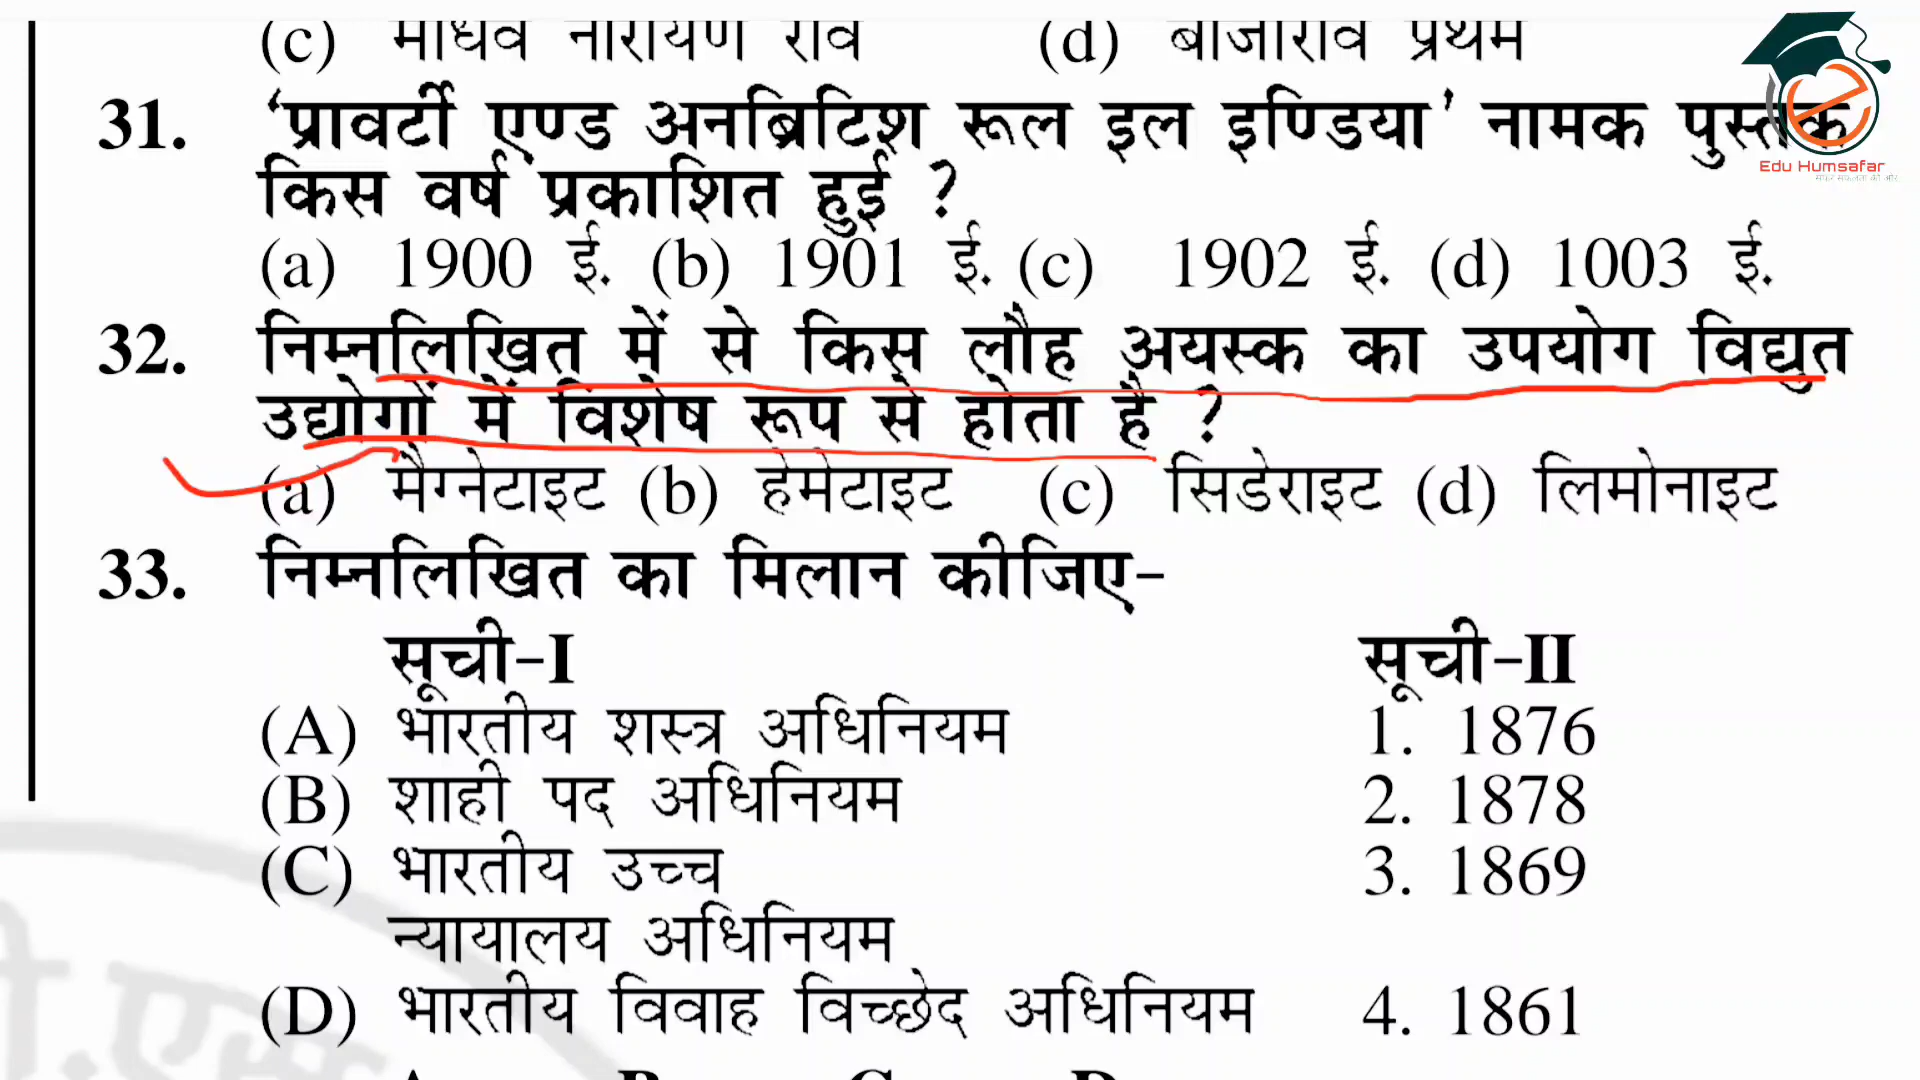 (c) माधव नारायण राव (d) बाजीराव प्रथम
31. ‘प्रावर्टी एण्ड अनब्रिटिश रूल इल इण्डिया’ नामक पुस्तक
किस वर्ष प्रकाशित हुई ?
(a) 1900 ई. (b) 1901 ई. (c) 1902 ई. (d) 1003 ई.
32. निम्नलिखित में से किस लौह अयस्क का उपयोग विद्युत
उद्योगों में विशेष रूप से होता है ?
(a) मैग्नेटाइट (b) हेमेटाइट (c) सिडेराइट (d) लिमोनाइट
33. निम्नलिखित का मिलान कीजिए-
सूची-I सूची-II
(A) भारतीय शस्त्र अधिनियम 1. 1876
(B) शाही पद अधिनियम 2. 1878
(C) भारतीय उच्च 3. 1869
न्यायालय अधिनियम
(D) भारतीय विवाह विच्छेद अधिनियम 4. 1861
Edu Humsafar